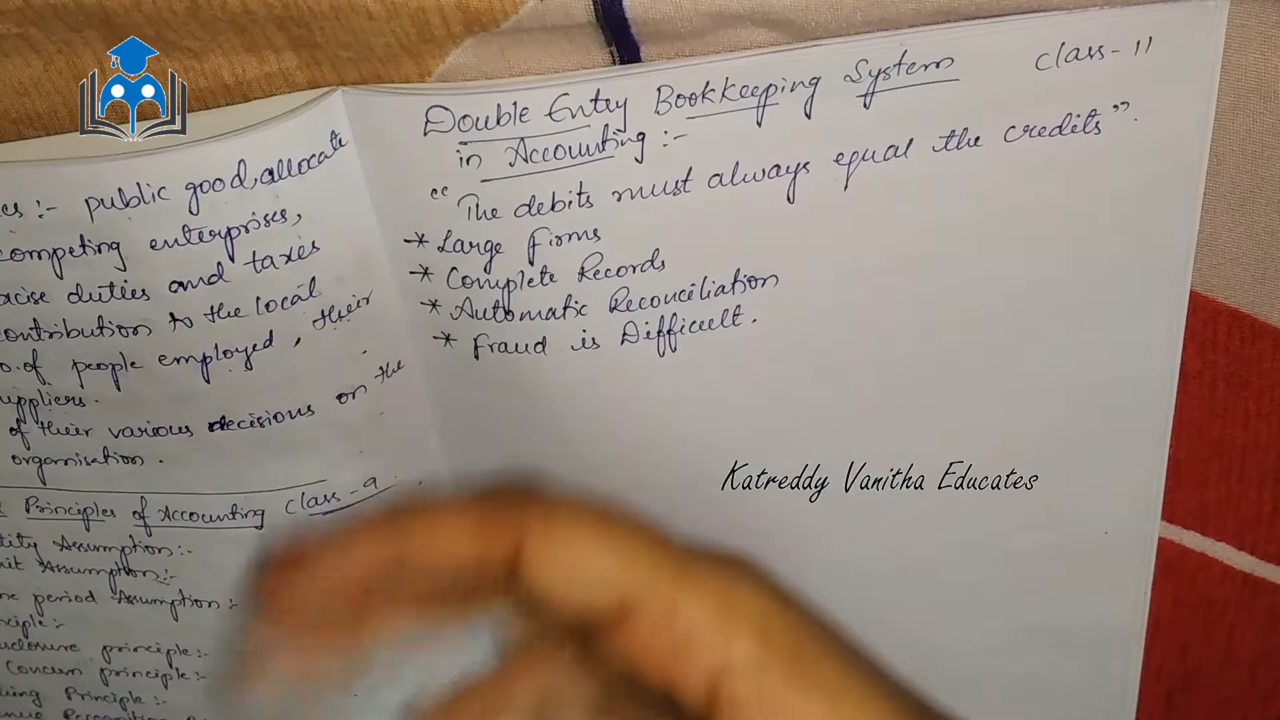 public good, allocate
competing enterprises,
duties and taxes
contribution to the local
of people employed, their
of their various decisions on the
organisation.
Principles of Accounting Class-9
Assumption:-
Assumption:-
period Assumption:-
principle:-
Concern principle:-
Principle:-
Double Entry Bookkeeping System Class-11
in Accounting:-
"The debits must always equal the credits".
* Large Firms
* Complete Records
* Automatic Reconciliation
* Fraud is Difficult.
Katreddy Vanitha Educates